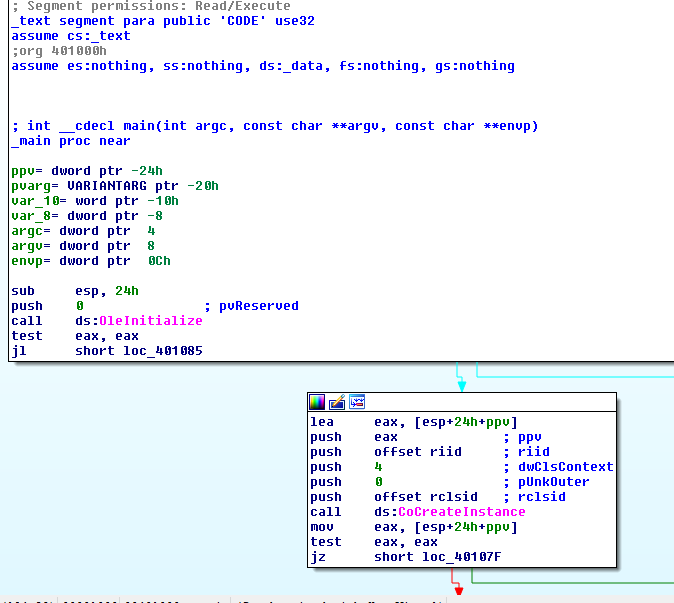 ; Segment permissions: Read/Execute
_text segment para public 'CODE' use32
assume cs:_text
;org 401000h
assume es:nothing, ss:nothing, ds:_data, fs:nothing, gs:nothing
; int __cdecl main(int argc, const char **argv, const char **envp)
_main proc near
ppv= dword ptr -24h
pvarg= VARIANTARG ptr -20h
var_10= word ptr -10h
var_8= dword ptr -8
argc= dword ptr  4
argv= dword ptr  8
envp= dword ptr  0Ch
sub     esp, 24h
push    0               ; pvReserved
call    ds:OleInitialize
test    eax, eax
jl      short loc_401085
lea     eax, [esp+24h+ppv]
push    eax             ; ppv
push    offset riid     ; riid
push    4               ; dwClsContext
push    0               ; pUnkOuter
push    offset rclsid   ; rclsid
call    ds:CoCreateInstance
mov     eax, [esp+24h+ppv]
test    eax, eax
jz      short loc_40107F